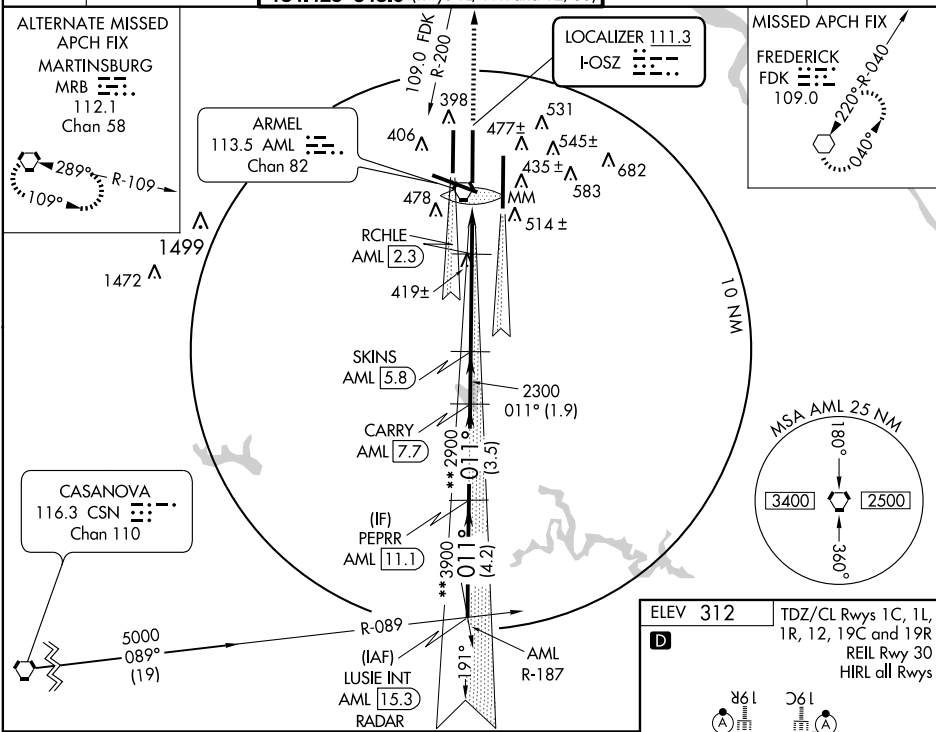 ALTERNATE MISSED
APCH FIX
MARTINSBURG
MRB
112.1
Chan 58
289°
R-109
109°
1499
1472
109.0 FDK
R-200
LOCALIZER 111.3
I-OSZ
MISSED APCH FIX
FREDERICK
FDK
109.0
220°
R-040
040°
ARMEL
113.5 AML
Chan 82
398
406
478
531
477±
545±
435±
583
682
MM
514±
RCHLE
AML 2.3
419±
10 NM
SKINS
AML 5.8
2300
011° (1.9)
CARRY
AML 7.7
**2900
011°
(3.5)
(IF)
PEPRR
AML 11.1
**3900
011°
(4.2)
CASANOVA
116.3 CSN
Chan 110
5000
089°
(19)
R-089
(IAF)
LUSIE INT
AML 15.3
RADAR
191°
AML
R-187
MSA AML 25 NM
180°
3400
2500
360°
ELEV 312
D
TDZ/CL Rwys 1C, 1L,
1R, 12, 19C and 19R
REIL Rwy 30
HIRL all Rwys
19R
19C
A
A